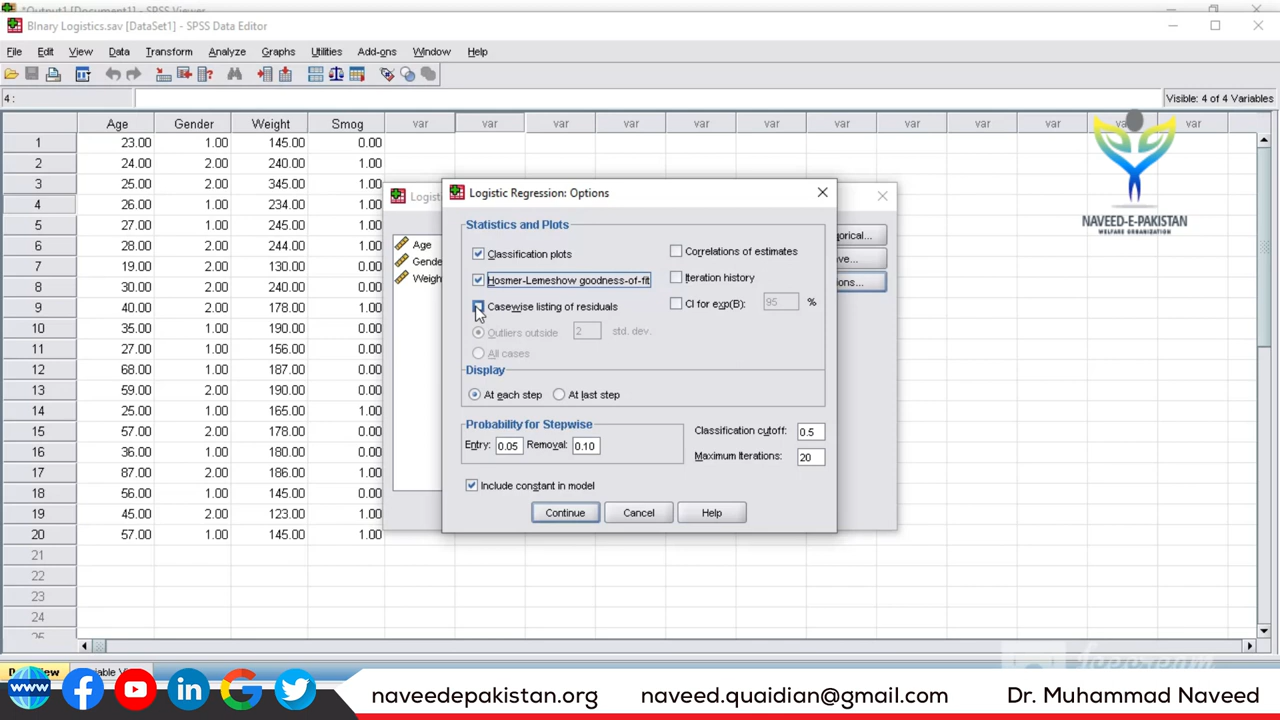 *Output1 [Document1] - SPSS Viewer
Binary Logistics.sav [DataSet1] - SPSS Data Editor
File Edit View Data Transform Analyze Graphs Utilities Add-ons Window Help
4 : Visible: 4 of 4 Variables
Age Gender Weight Smog var var var var var var var var var var var
1 23.00 1.00 145.00 0.00
2 24.00 2.00 240.00 1.00
3 25.00 2.00 345.00 1.00
4 26.00 1.00 234.00 1.00
5 27.00 1.00 245.00 1.00
6 28.00 2.00 244.00 1.00
7 19.00 1.00 130.00 0.00
8 30.00 2.00 240.00 0.00
9 40.00 2.00 178.00 0.00
10 35.00 1.00 190.00 0.00
11 27.00 1.00 156.00 0.00
12 68.00 1.00 187.00 0.00
13 59.00 2.00 190.00 0.00
14 25.00 1.00 165.00 0.00
15 57.00 2.00 178.00 0.00
16 36.00 1.00 180.00 0.00
17 87.00 2.00 186.00 1.00
18 56.00 1.00 145.00 0.00
19 45.00 2.00 123.00 1.00
20 57.00 1.00 145.00 1.00
21
22
23
24
25
NAVEED-E-PAKISTAN
WELFARE ORGANIZATION
Logist
Age
Gende
Weigh
orical...
ve...
ons...
Logistic Regression: Options
Statistics and Plots
Classification plots
Hosmer-Lemeshow goodness-of-fit
Casewise listing of residuals
Outliers outside 2 std. dev.
All cases
Correlations of estimates
Iteration history
CI for exp(B): 95 %
Display
At each step At last step
Probability for Stepwise
Entry: 0.05 Removal: 0.10
Classification cutoff: 0.5
Maximum Iterations: 20
Include constant in model
Continue Cancel Help
naveedepakistan.org naveed.quaidian@gmail.com Dr. Muhammad Naveed